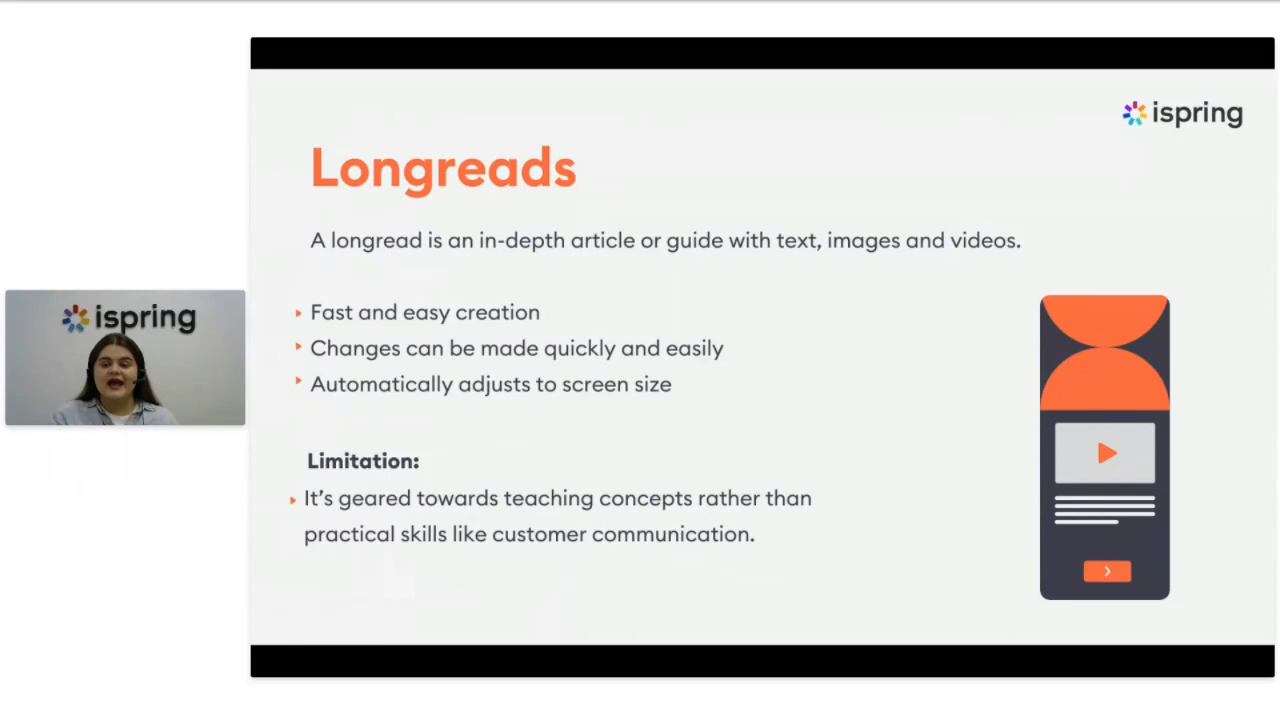 ispring
Longreads
A longread is an in-depth article or guide with text, images and videos.
Fast and easy creation
Changes can be made quickly and easily
Automatically adjusts to screen size
ispring
Limitation:
It’s geared towards teaching concepts rather than
practical skills like customer communication.